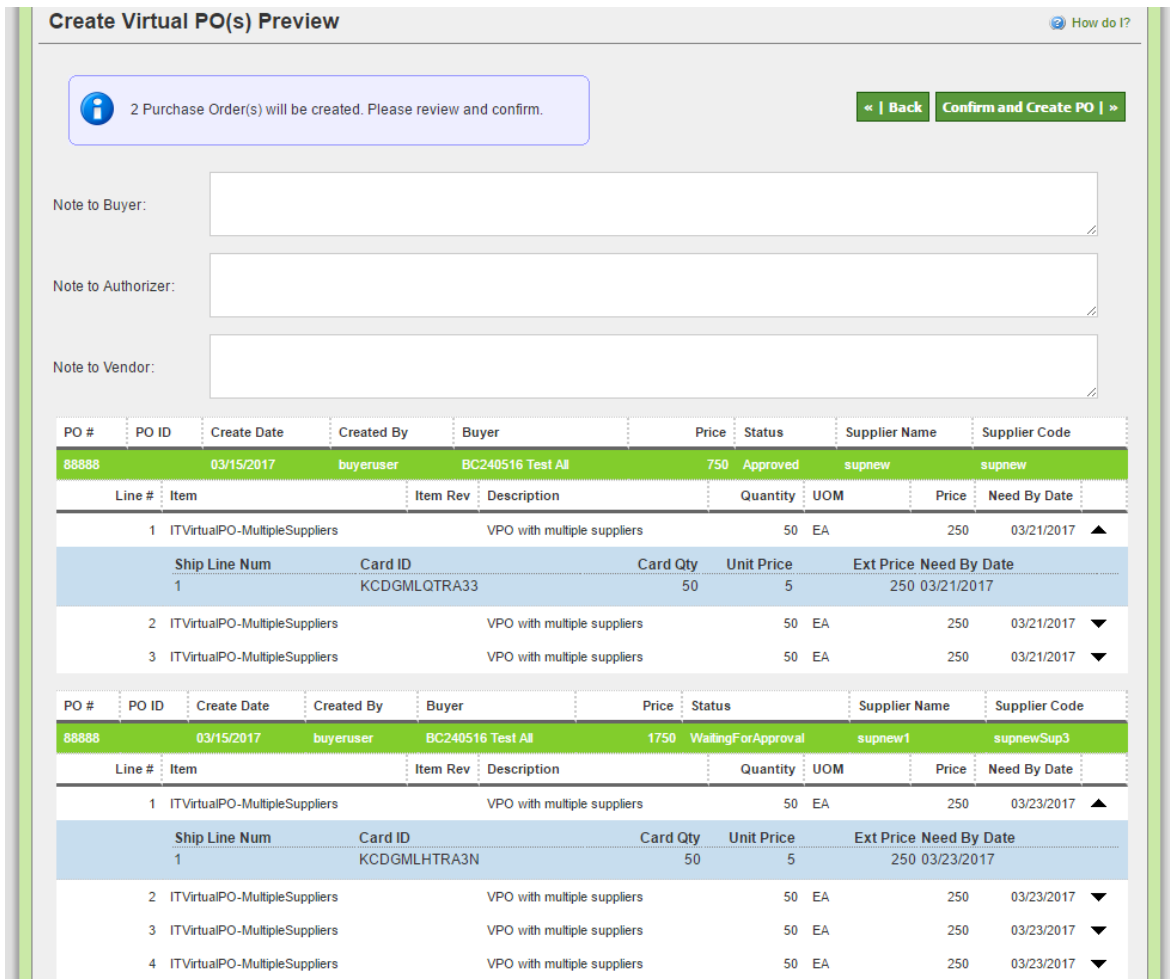 Create Virtual PO(s) Preview How do I?
2 Purchase Order(s) will be created. Please review and confirm. « | Back Confirm and Create PO | »
Note to Buyer:
Note to Authorizer:
Note to Vendor:
PO # PO ID Create Date Created By Buyer Price Status Supplier Name Supplier Code
88888 03/15/2017 buyeruser BC240516 Test All 750 Approved supnew supnew
Line # Item Item Rev Description Quantity UOM Price Need By Date
1 ITVirtualPO-MultipleSuppliers VPO with multiple suppliers 50 EA 250 03/21/2017
Ship Line Num Card ID Card Qty Unit Price Ext Price Need By Date
1 KCDGMLQTRA33 50 5 250 03/21/2017
2 ITVirtualPO-MultipleSuppliers VPO with multiple suppliers 50 EA 250 03/21/2017
3 ITVirtualPO-MultipleSuppliers VPO with multiple suppliers 50 EA 250 03/21/2017
PO # PO ID Create Date Created By Buyer Price Status Supplier Name Supplier Code
88888 03/15/2017 buyeruser BC240516 Test All 1750 WaitingForApproval supnew1 supnewSup3
Line # Item Item Rev Description Quantity UOM Price Need By Date
1 ITVirtualPO-MultipleSuppliers VPO with multiple suppliers 50 EA 250 03/23/2017
Ship Line Num Card ID Card Qty Unit Price Ext Price Need By Date
1 KCDGMLHTRA3N 50 5 250 03/23/2017
2 ITVirtualPO-MultipleSuppliers VPO with multiple suppliers 50 EA 250 03/23/2017
3 ITVirtualPO-MultipleSuppliers VPO with multiple suppliers 50 EA 250 03/23/2017
4 ITVirtualPO-MultipleSuppliers VPO with multiple suppliers 50 EA 250 03/23/2017